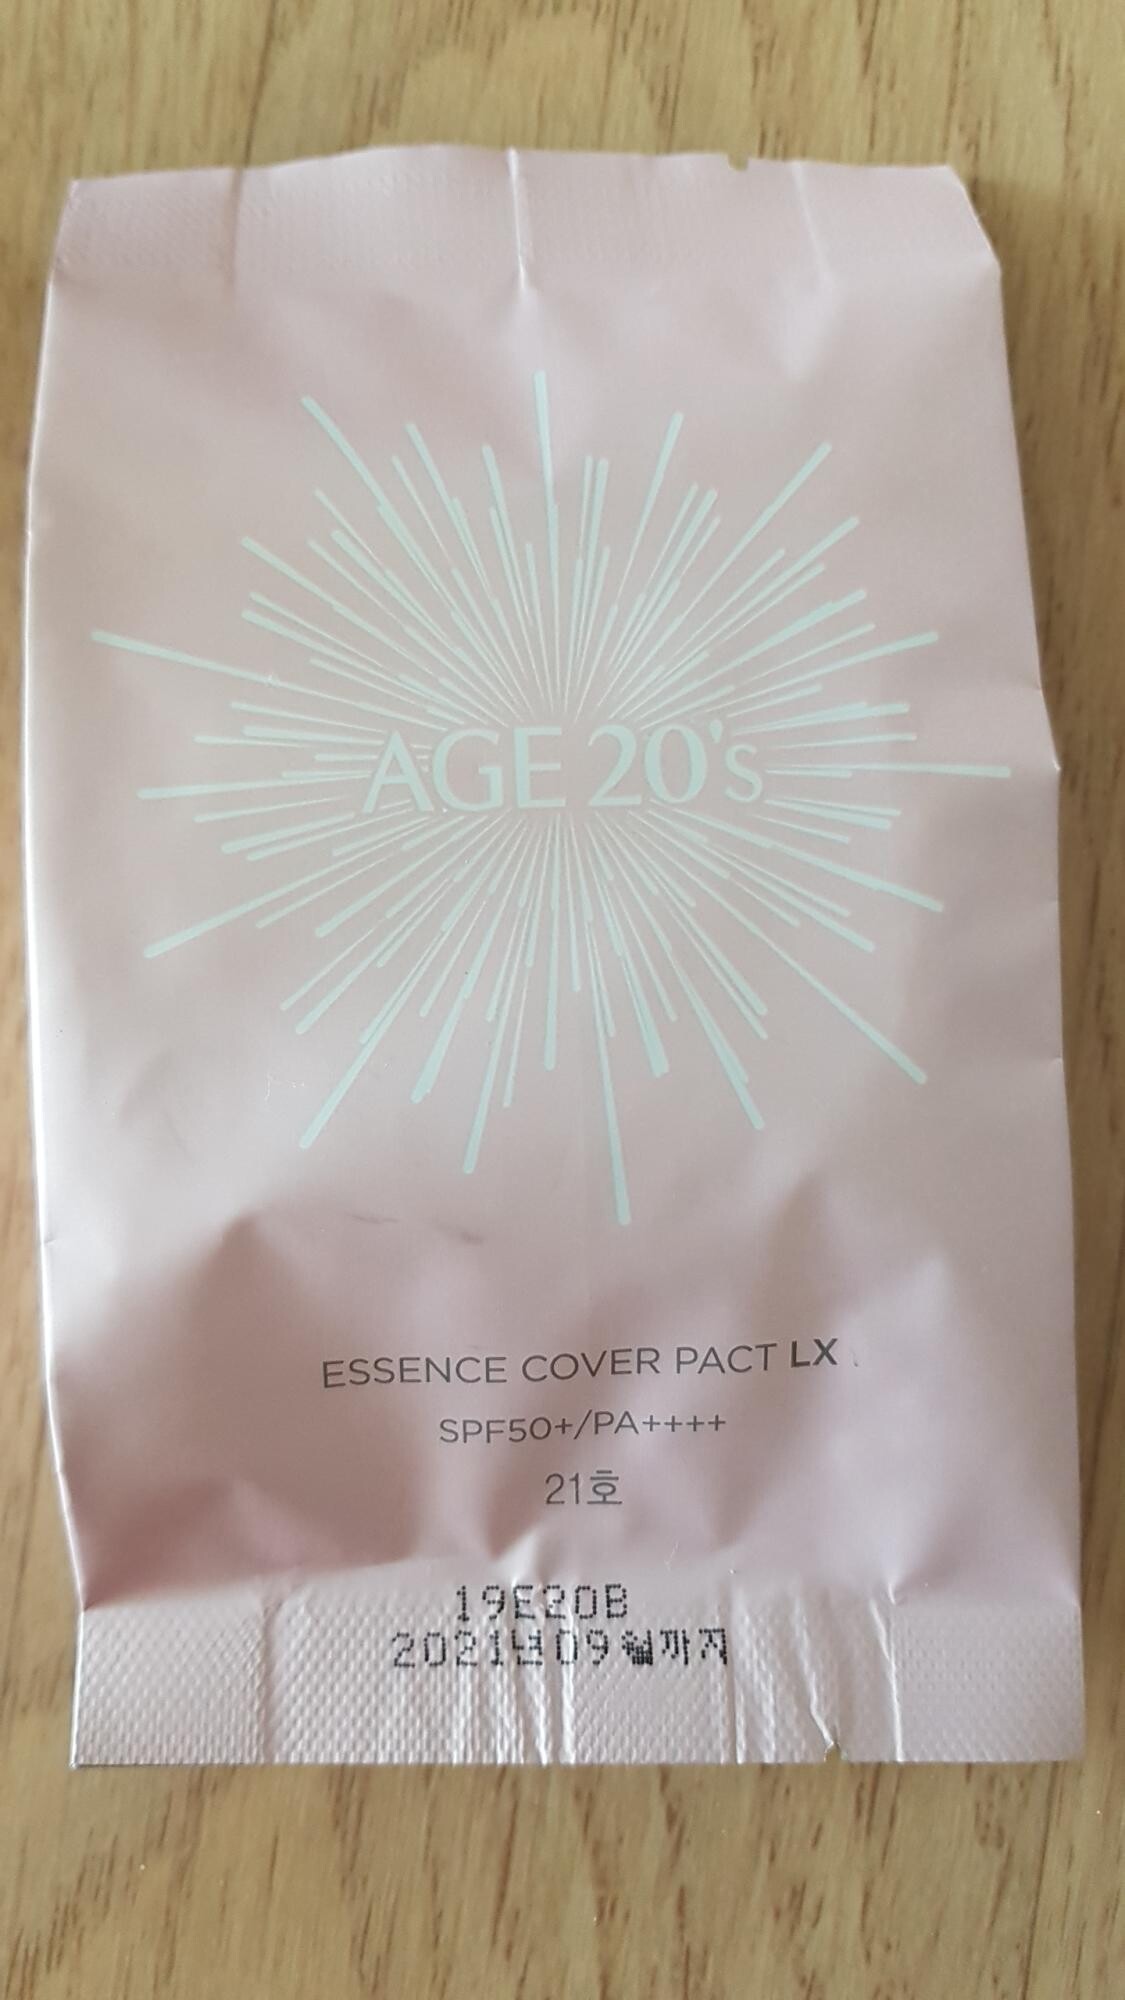 AGE 20's
ESSENCE COVER PACT LX
SPF50+/PA++++
21호
19E20B
2021년09월까지